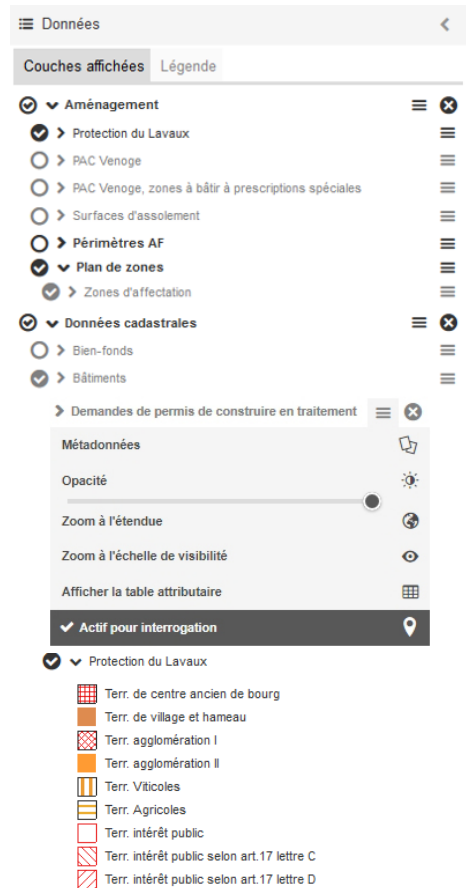 Données
Couches affichées Légende
Aménagement
Protection du Lavaux
PAC Venoge
PAC Venoge, zones à bâtir à prescriptions spéciales
Surfaces d'assolement
Périmètres AF
Plan de zones
Zones d'affectation
Données cadastrales
Bien-fonds
Bâtiments
Demandes de permis de construire en traitement
Métadonnées
Opacité
Zoom à l'étendue
Zoom à l'échelle de visibilité
Afficher la table attributaire
Actif pour interrogation
Protection du Lavaux
Terr. de centre ancien de bourg
Terr. de village et hameau
Terr. agglomération I
Terr. agglomération II
Terr. Viticoles
Terr. Agricoles
Terr. intérêt public
Terr. intérêt public selon art.17 lettre C
Terr. intérêt public selon art.17 lettre D